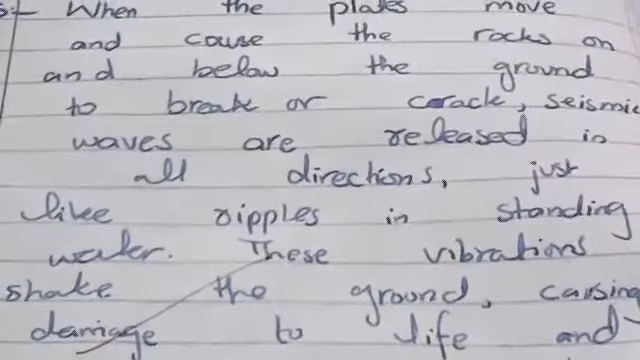 When the plates move
and couse the rocks on
and below the ground
to break or crack, seismic
waves are released in
all directions, just
like ripples in standing
water. These vibrations
shake the ground, causing
damage to life and